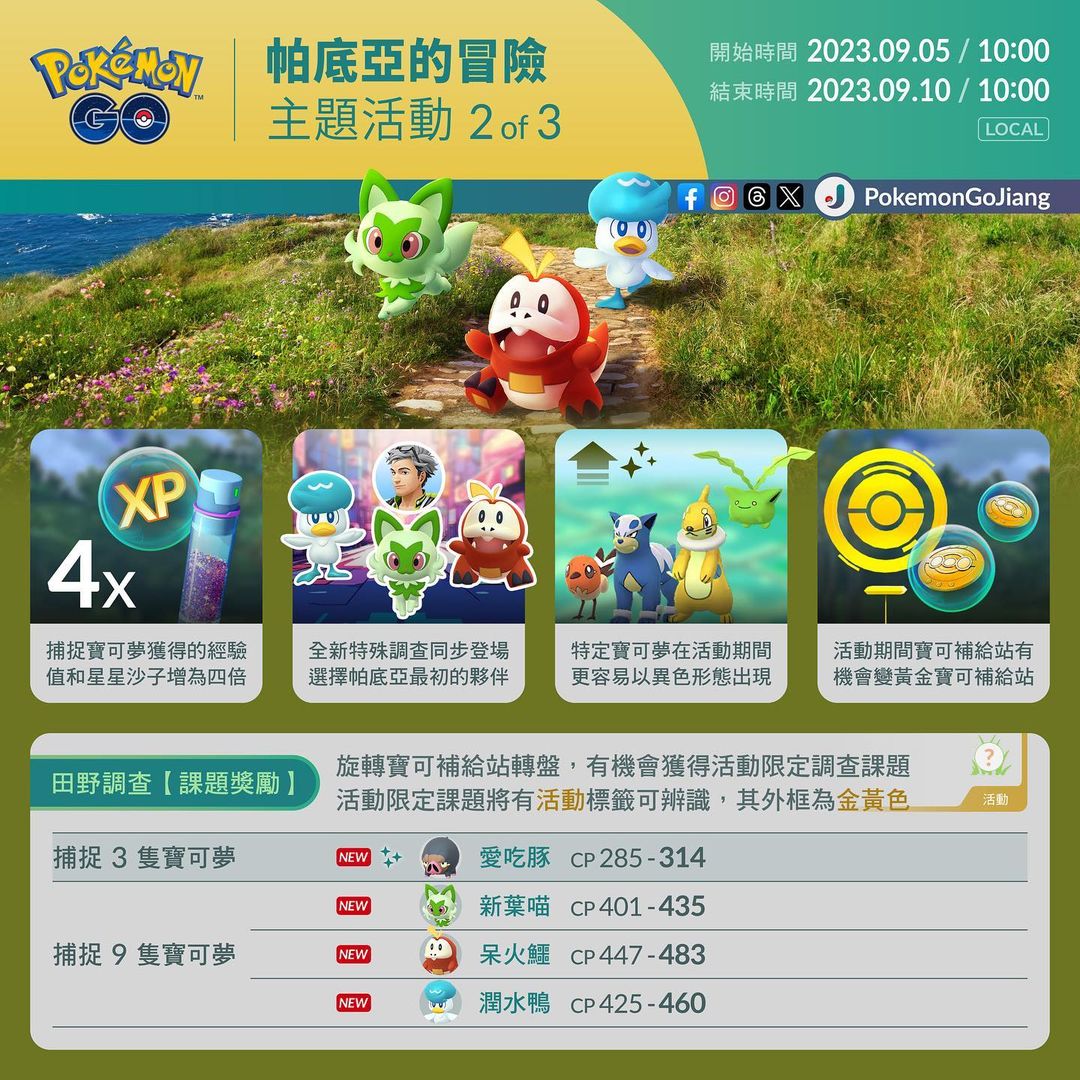 POKÉMON
GO
TM
帕底亞的冒險
主題活動 2 of 3
開始時間 2023.09.05 / 10:00
結束時間 2023.09.10 / 10:00
LOCAL
PokemonGoJiang
XP
4x
捕捉寶可夢獲得的經驗
值和星星沙子增為四倍
全新特殊調查同步登場
選擇帕底亞最初的夥伴
特定寶可夢在活動期間
更容易以異色形態出現
活動期間寶可補給站有
機會變黃金寶可補給站
田野調查【課題獎勵】
旋轉寶可補給站轉盤，有機會獲得活動限定調查課題
活動限定課題將有活動標籤可辨識，其外框為金黃色
?
活動
捕捉 3 隻寶可夢 NEW 愛吃豚 CP 285 - 314
捕捉 9 隻寶可夢
NEW 新葉喵 CP 401 - 435
NEW 呆火鱷 CP 447 - 483
NEW 潤水鴨 CP 425 - 460